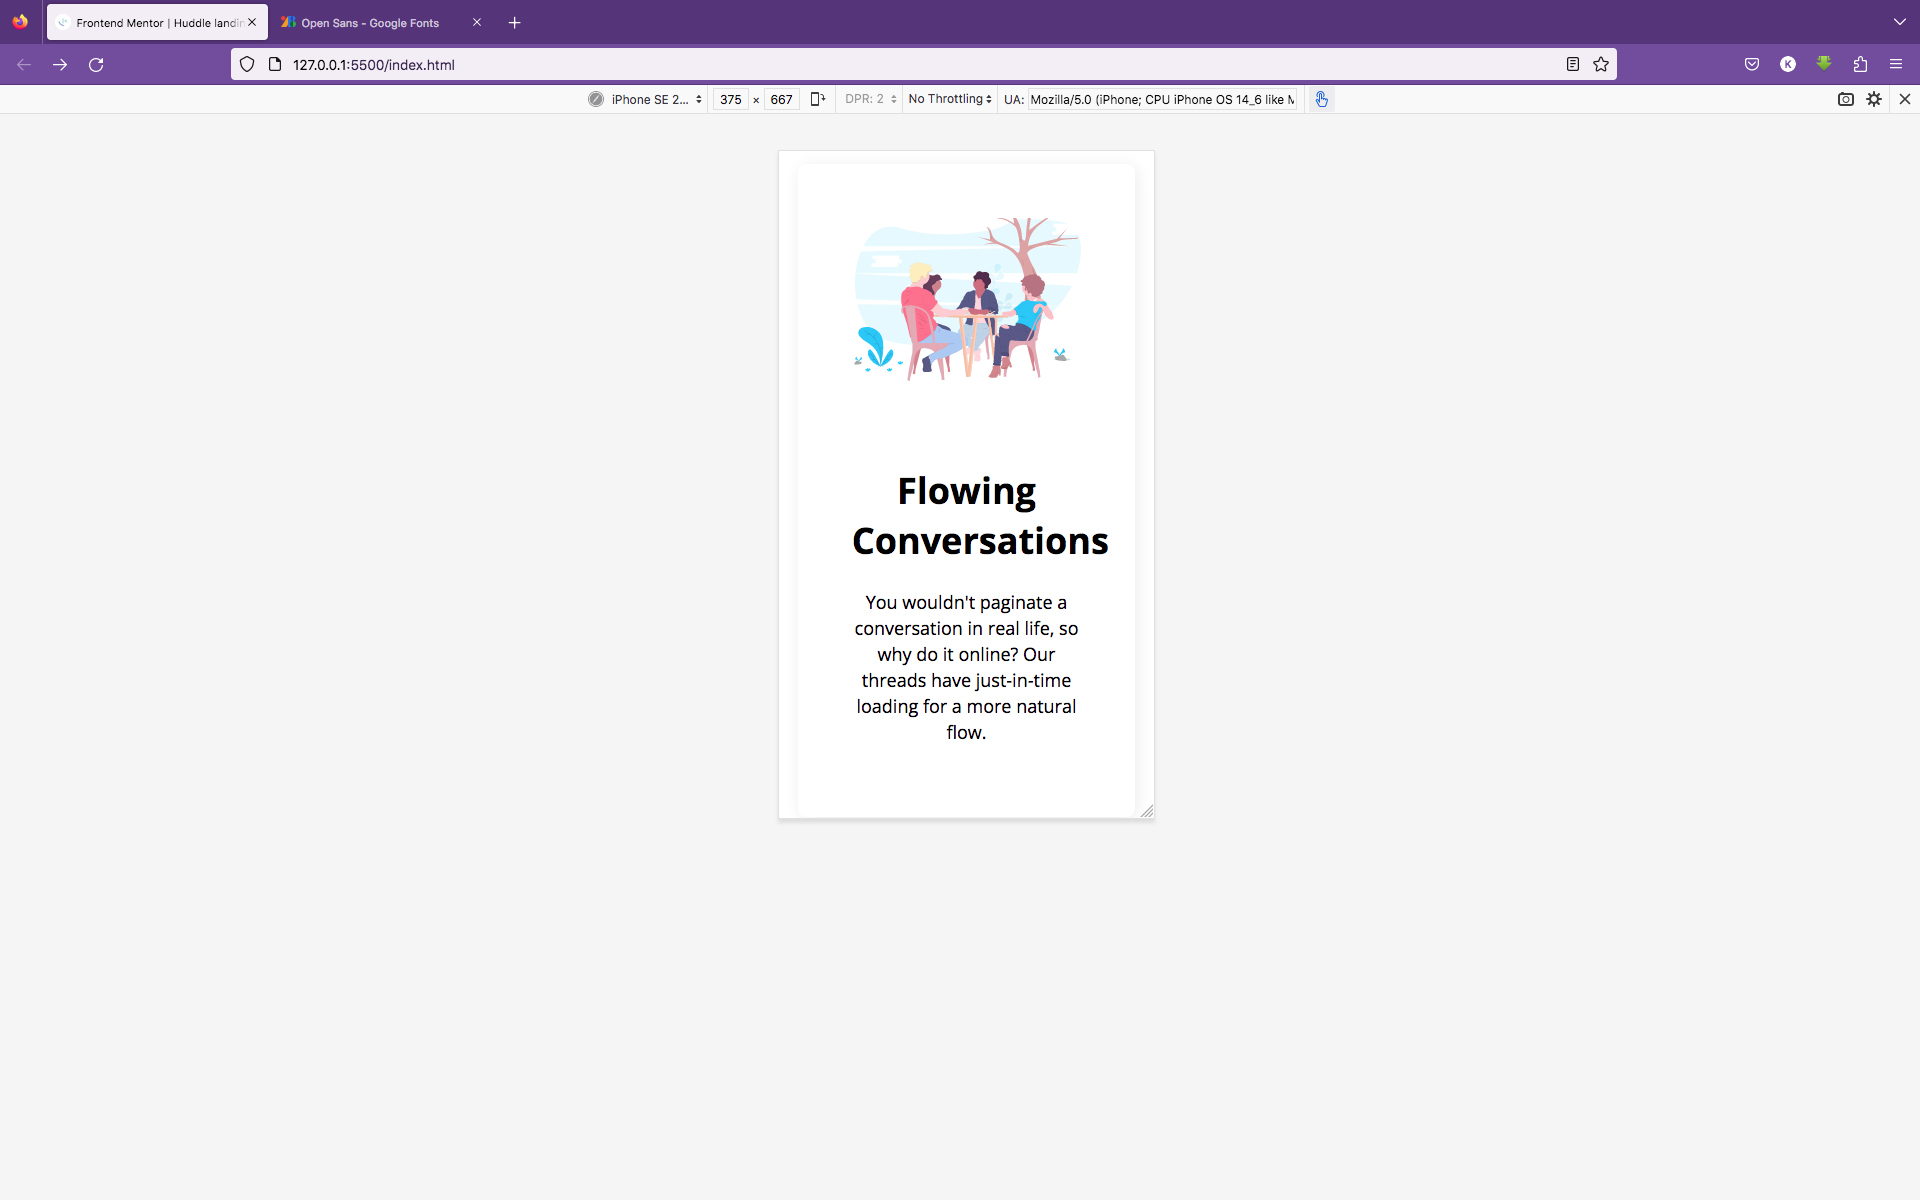 Frontend Mentor | Huddle landin
Open Sans - Google Fonts
127.0.0.1:5500/index.html
K
iPhone SE 2... 375 × 667 DPR: 2 No Throttling UA: Mozilla/5.0 (iPhone; CPU iPhone OS 14_6 like M
Flowing
Conversations
You wouldn't paginate a
conversation in real life, so
why do it online? Our
threads have just-in-time
loading for a more natural
flow.